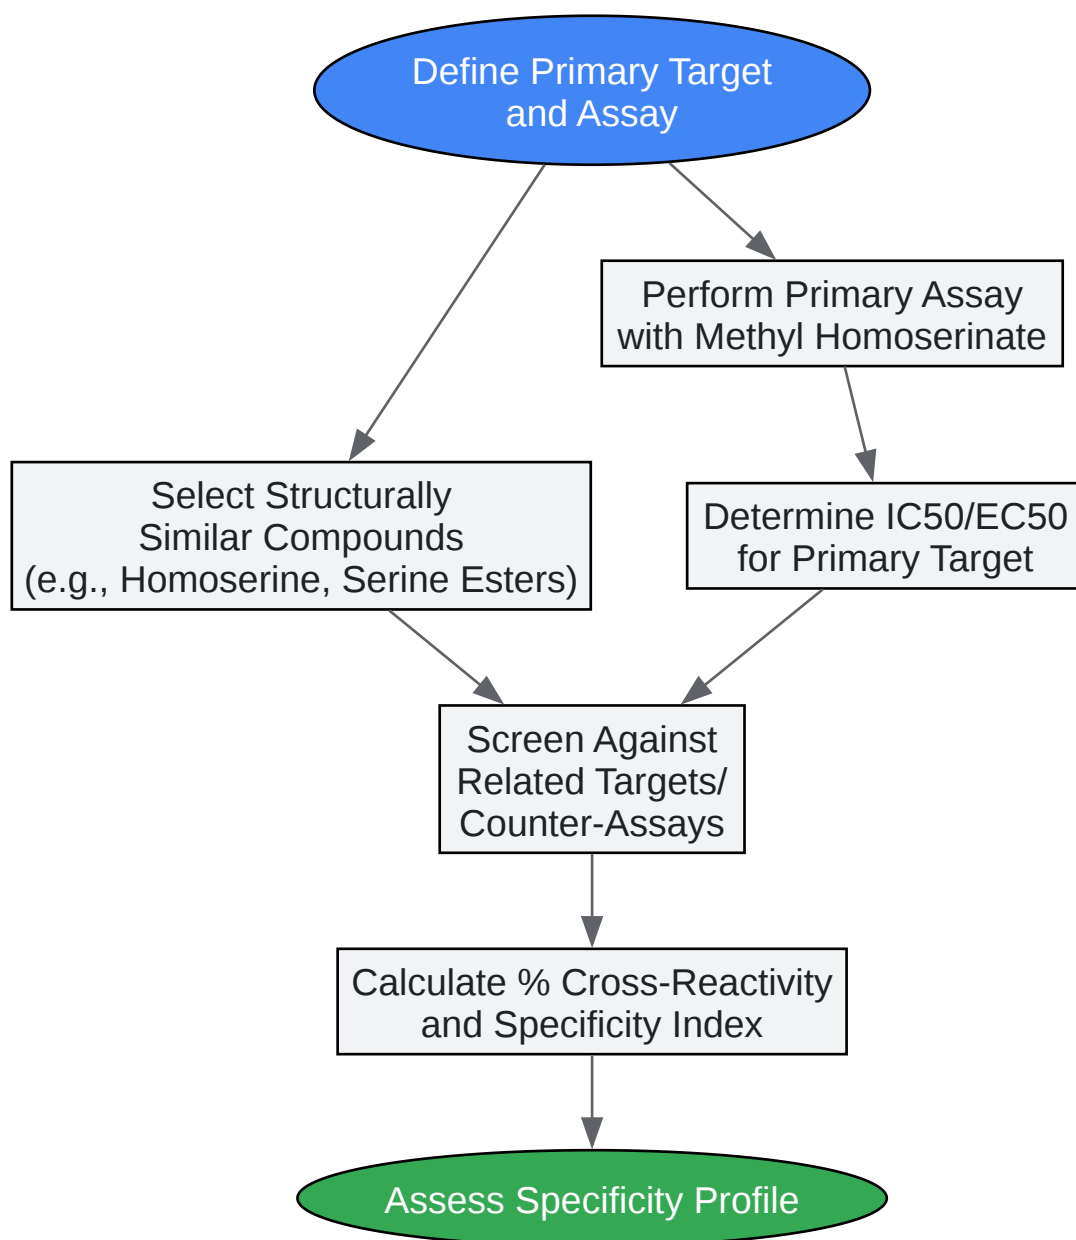 Define Primary Target
and Assay
Perform Primary Assay
with Methyl Homoserinate
Select Structurally
Similar Compounds
(e.g., Homoserine, Serine Esters)
Determine IC50/EC50
for Primary Target
Screen Against
Related Targets/
Counter-Assays
Calculate % Cross-Reactivity
and Specificity Index
Assess Specificity Profile